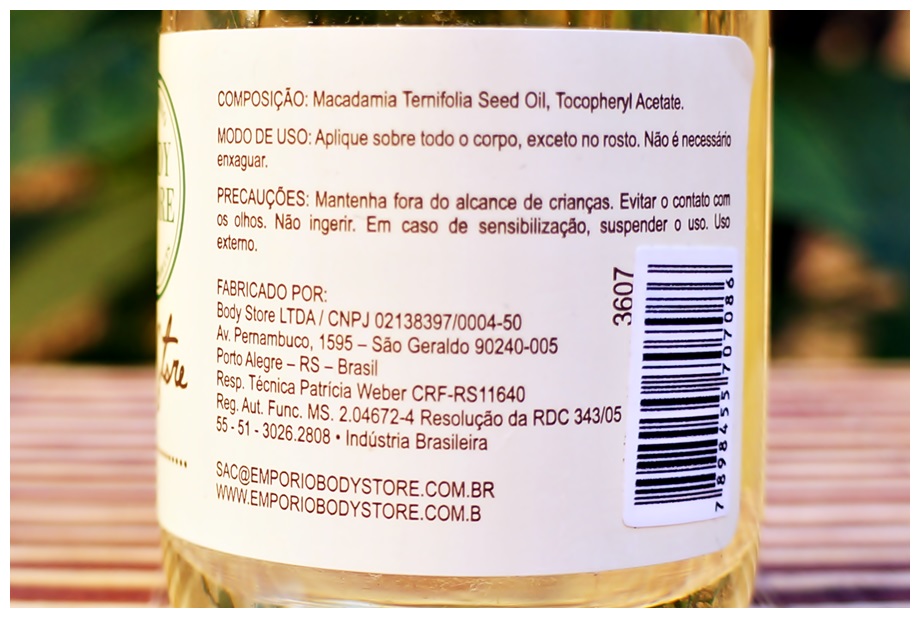 COMPOSIÇÃO: Macadamia Ternifolia Seed Oil, Tocopheryl Acetate.
MODO DE USO: Aplique sobre todo o corpo, exceto no rosto. Não é necessário
enxaguar.
PRECAUÇÕES: Mantenha fora do alcance de crianças. Evitar o contato com
os olhos. Não ingerir. Em caso de sensibilização, suspender o uso. Uso
externo.
FABRICADO POR:
Body Store LTDA / CNPJ 02138397/0004-50
Av. Pernambuco, 1595 – São Geraldo 90240-005
Porto Alegre – RS – Brasil
Resp. Técnica Patrícia Weber CRF-RS11640
Reg. Aut. Func. MS. 2.04672-4 Resolução da RDC 343/05
55 - 51 - 3026.2808 • Indústria Brasileira
SAC@EMPORIOBODYSTORE.COM.BR
WWW.EMPORIOBODYSTORE.COM.B
3607
7898455707086